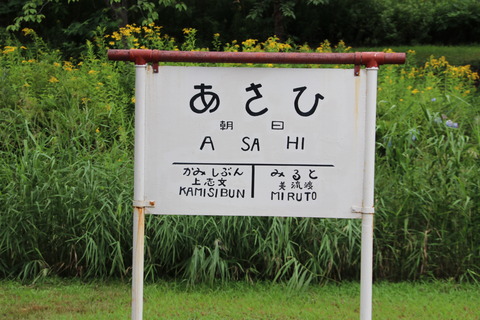 あさひ
朝日
A SA HI
かみしぶん みると
上志文 美流渡
KAMISIBUN MIRUTO